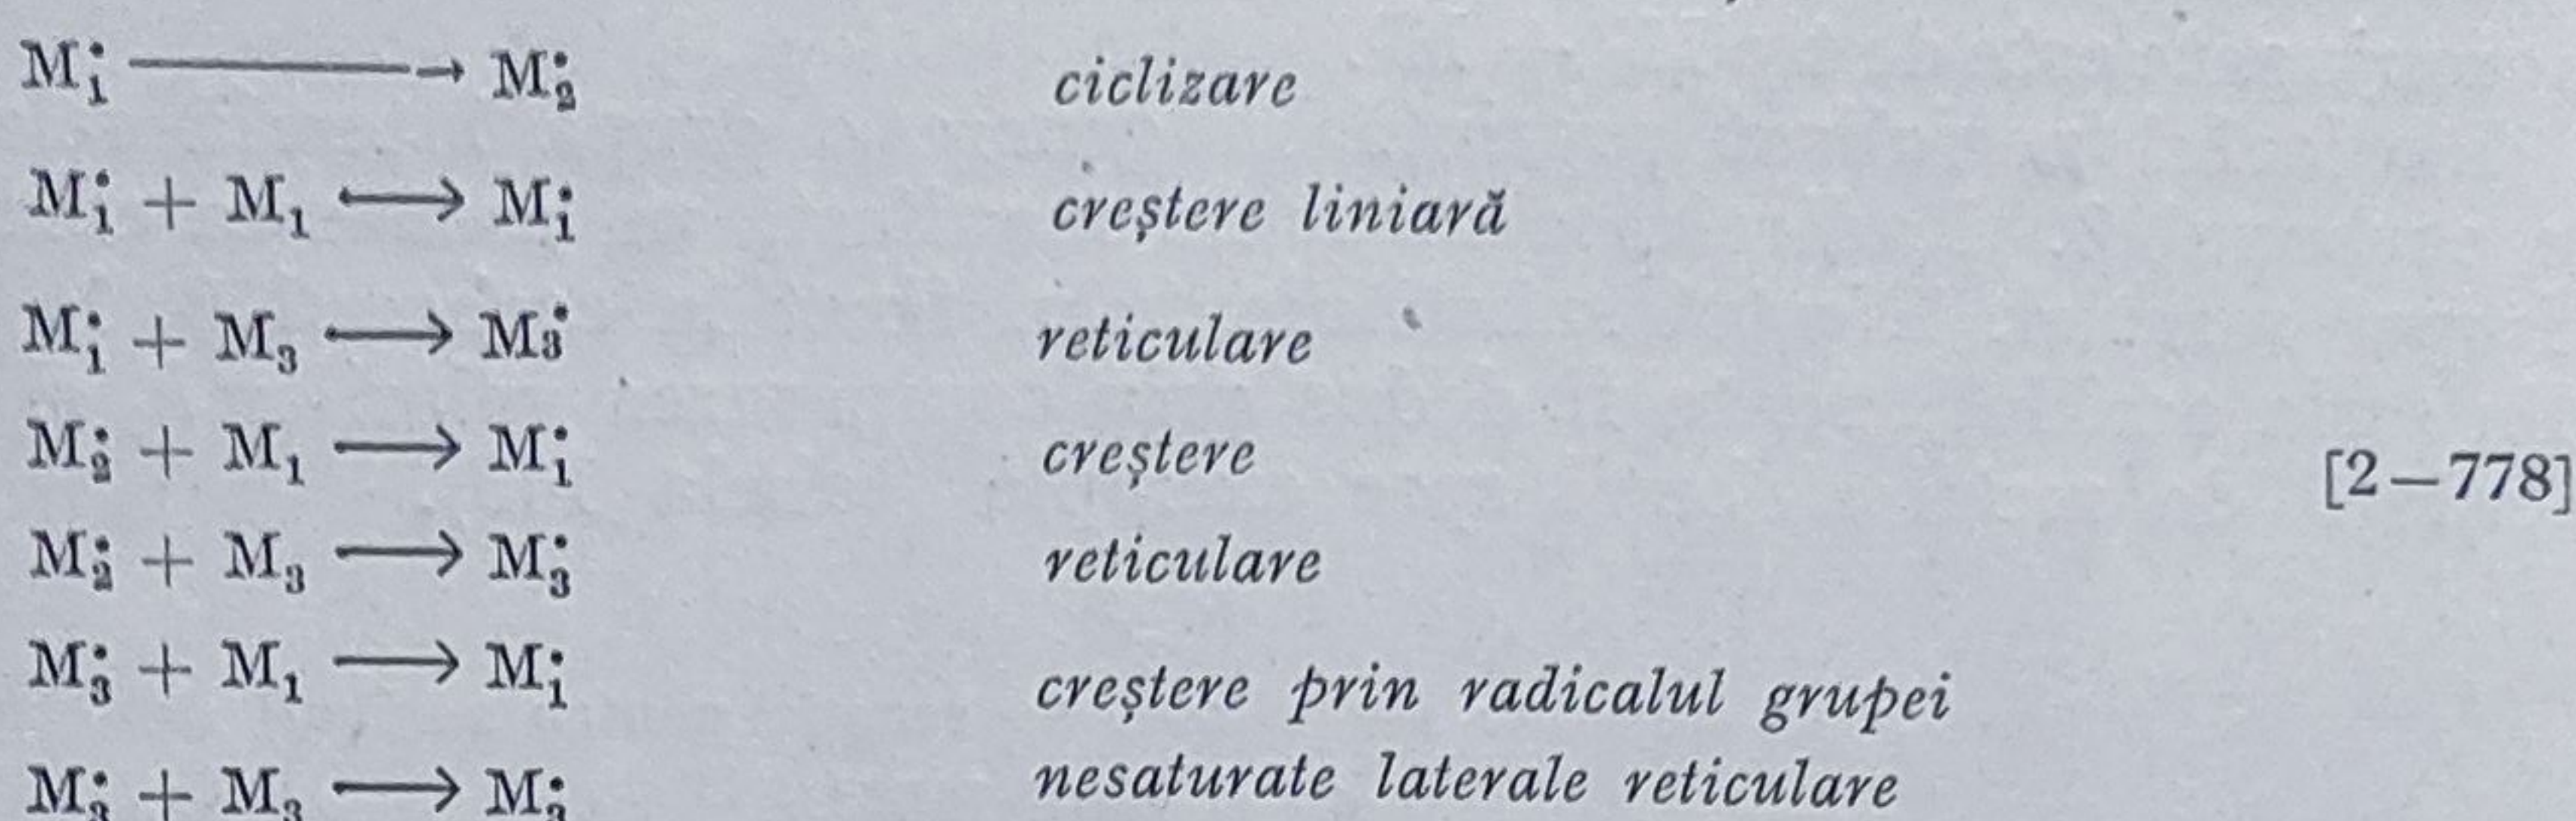 M₁• ⟶ M₂• ciclizare
M₁• + M₁ ⟶ M₁• creștere liniară
M₁• + M₃ ⟶ M₃• reticulare
M₂• + M₁ ⟶ M₁• creștere
[2—778]
M₂• + M₃ ⟶ M₃• reticulare
M₃• + M₁ ⟶ M₁• creștere prin radicalul grupei
M₃• + M₃ ⟶ M₃• nesaturate laterale reticulare